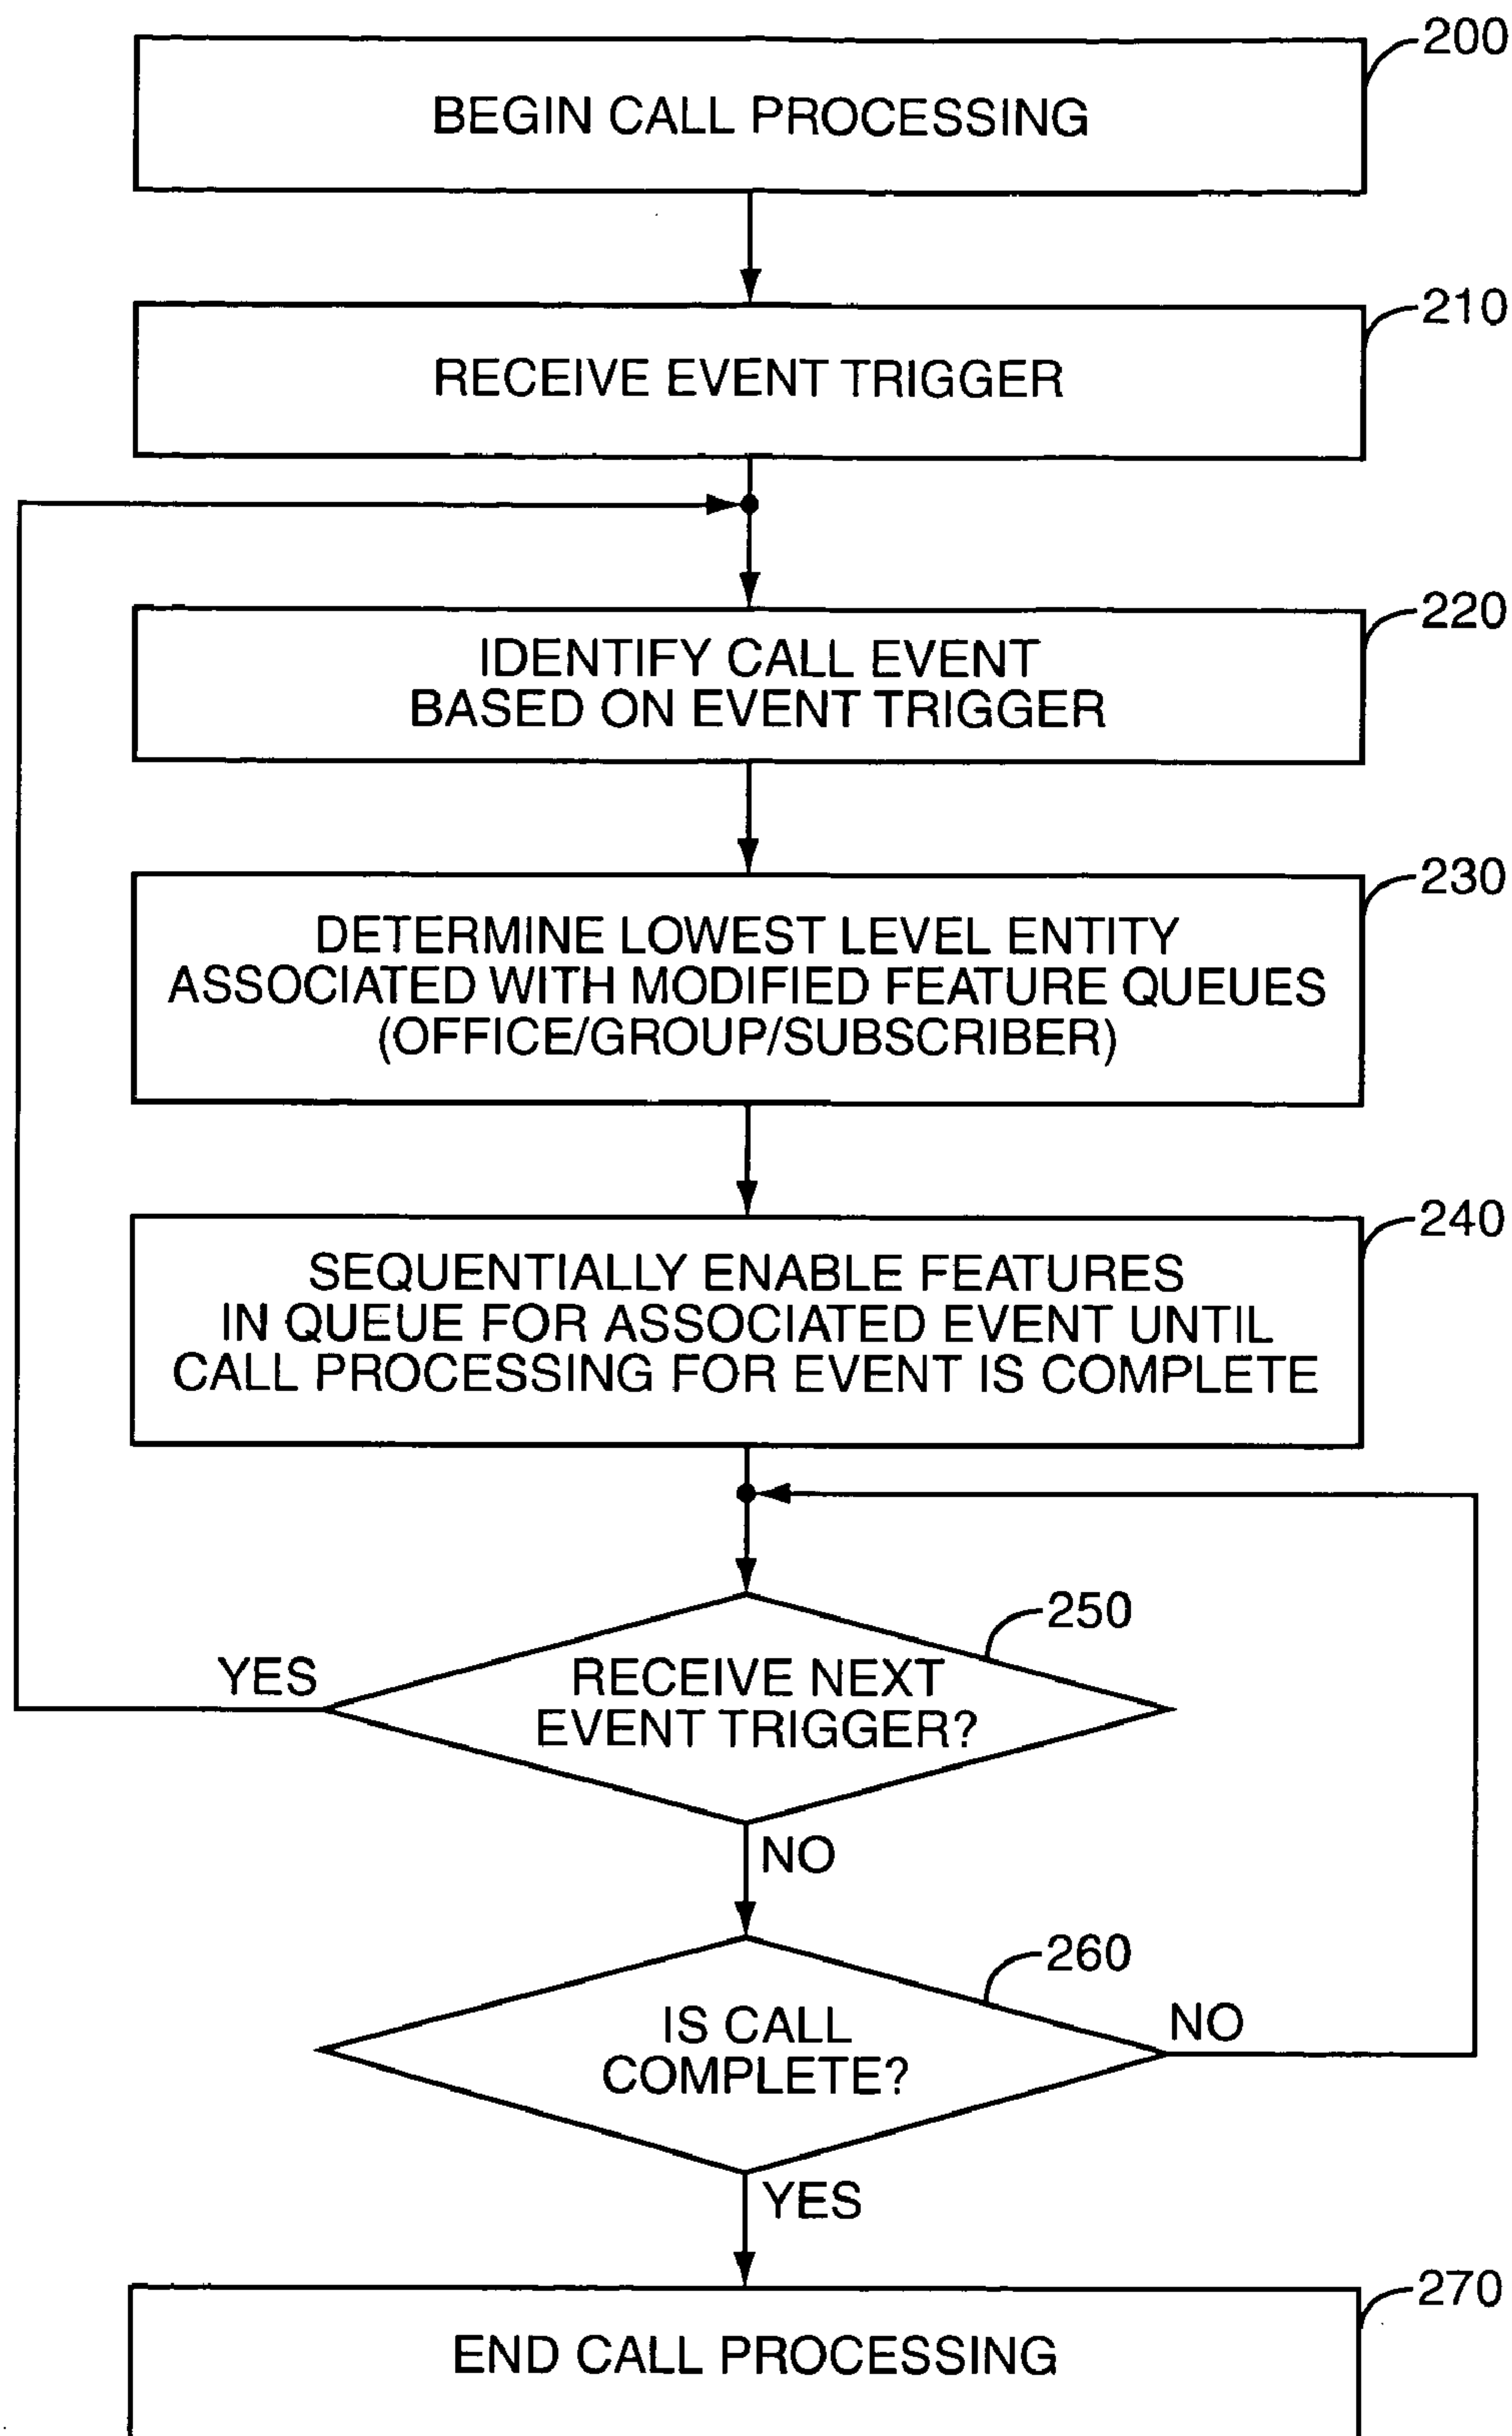 200
BEGIN CALL PROCESSING
210
RECEIVE EVENT TRIGGER
220
IDENTIFY CALL EVENT
BASED ON EVENT TRIGGER
230
DETERMINE LOWEST LEVEL ENTITY
ASSOCIATED WITH MODIFIED FEATURE QUEUES
(OFFICE/GROUP/SUBSCRIBER)
240
SEQUENTIALLY ENABLE FEATURES
IN QUEUE FOR ASSOCIATED EVENT UNTIL
CALL PROCESSING FOR EVENT IS COMPLETE
250
YES
RECEIVE NEXT
EVENT TRIGGER?
NO
260
IS CALL
COMPLETE?
NO
YES
270
END CALL PROCESSING